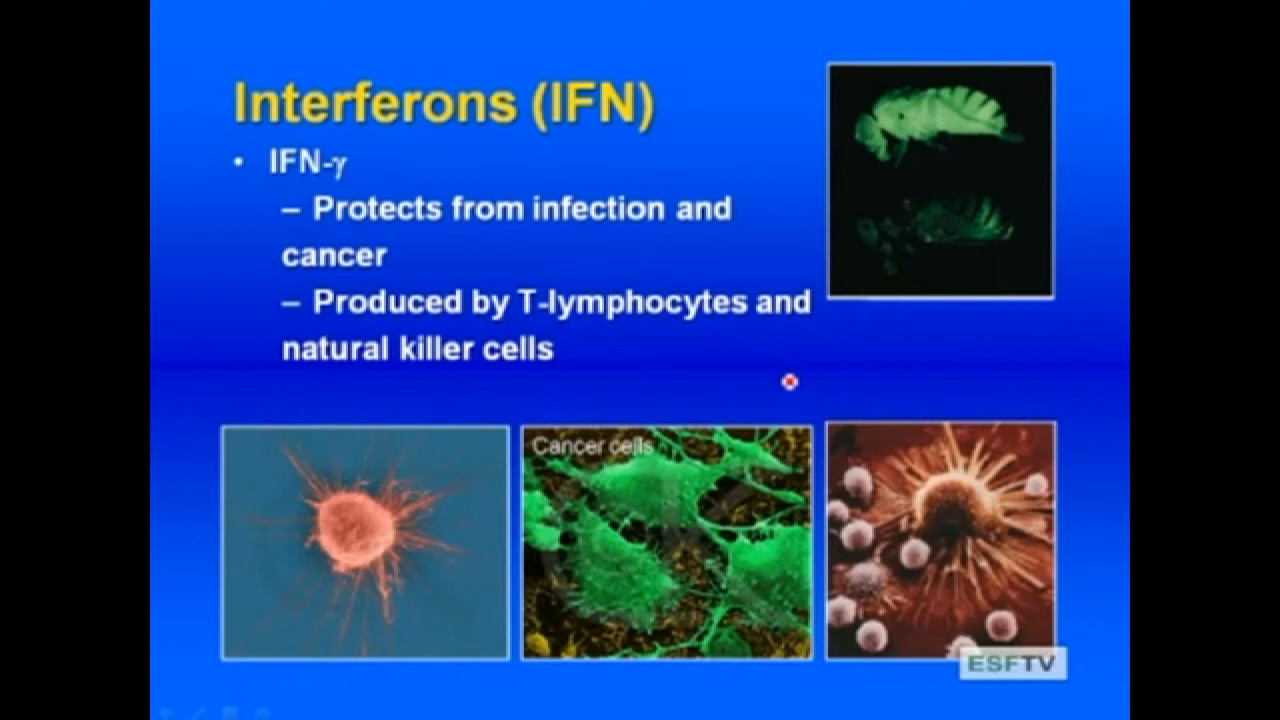 Interferons (IFN)
• IFN-γ
– Protects from infection and
cancer
– Produced by T-lymphocytes and
natural killer cells
Cancer cells
ESFTV